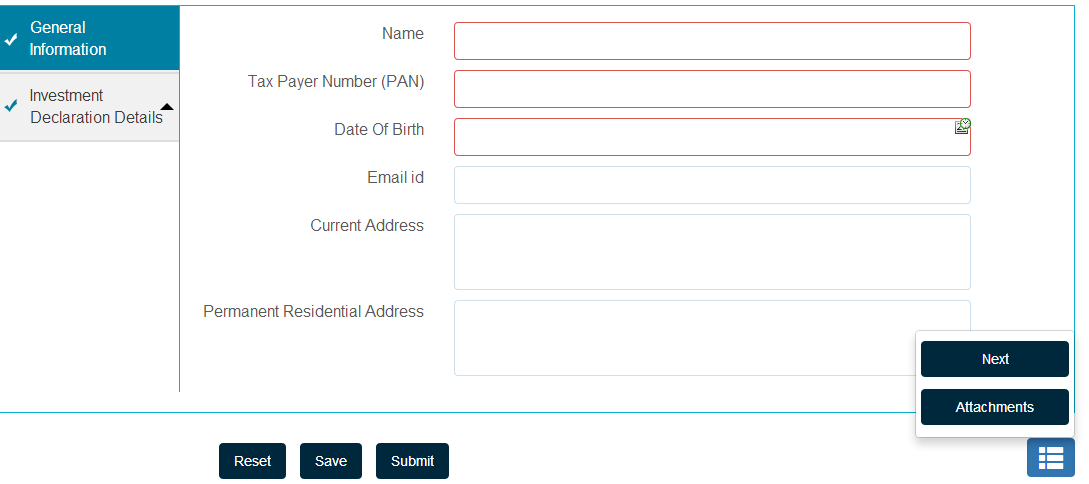 General
Information
Investment
Declaration Details
Name
Tax Payer Number (PAN)
Date Of Birth
Email id
Current Address
Permanent Residential Address
Next
Attachments
Reset
Save
Submit